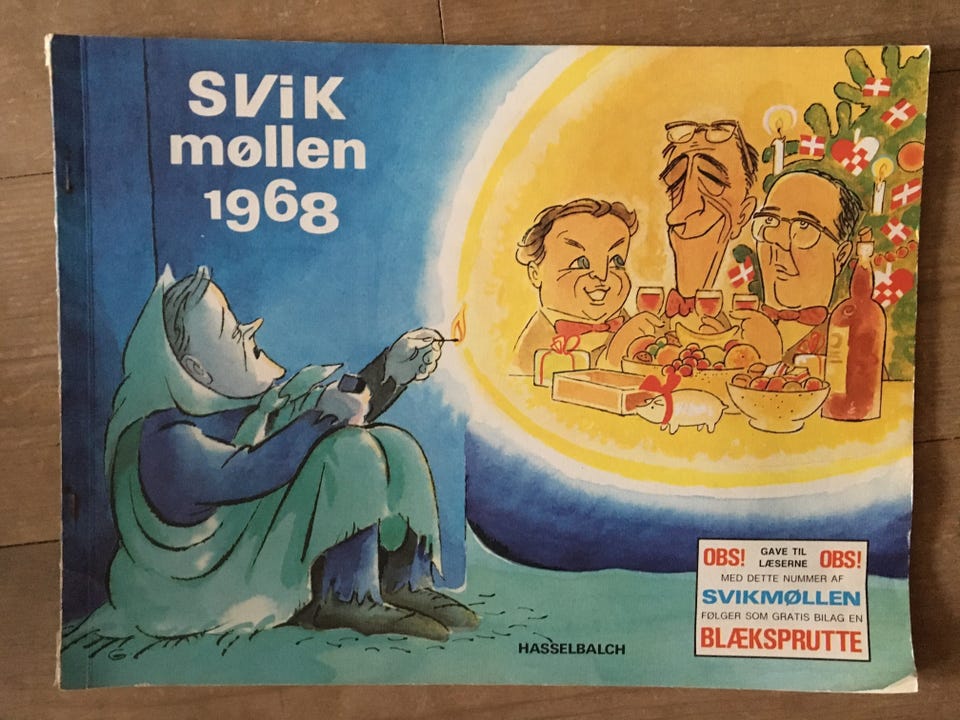 SViK
møllen
1968
OBS! GAVE TIL LÆSERNE OBS!
MED DETTE NUMMER AF
SVIKMØLLEN
FØLGER SOM GRATIS BILAG EN
BLÆKSPRUTTE
HASSELBALCH